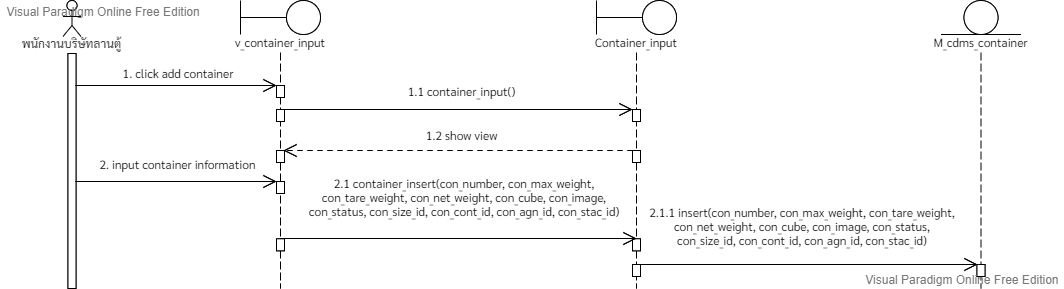 Visual Paradigm Online Free Edition
พนักงานบริษัทลานตู้
v_container_input
Container_input
M_cdms_container
1. click add container
1.1 container_input()
1.2 show view
2. input container information
2.1 container_insert(con_number, con_max_weight,
con_tare_weight, con_net_weight, con_cube, con_image,
con_status, con_size_id, con_cont_id, con_agn_id, con_stac_id)
2.1.1 insert(con_number, con_max_weight, con_tare_weight,
con_net_weight, con_cube, con_image, con_status,
con_size_id, con_cont_id, con_agn_id, con_stac_id)
Visual Paradigm Online Free Edition